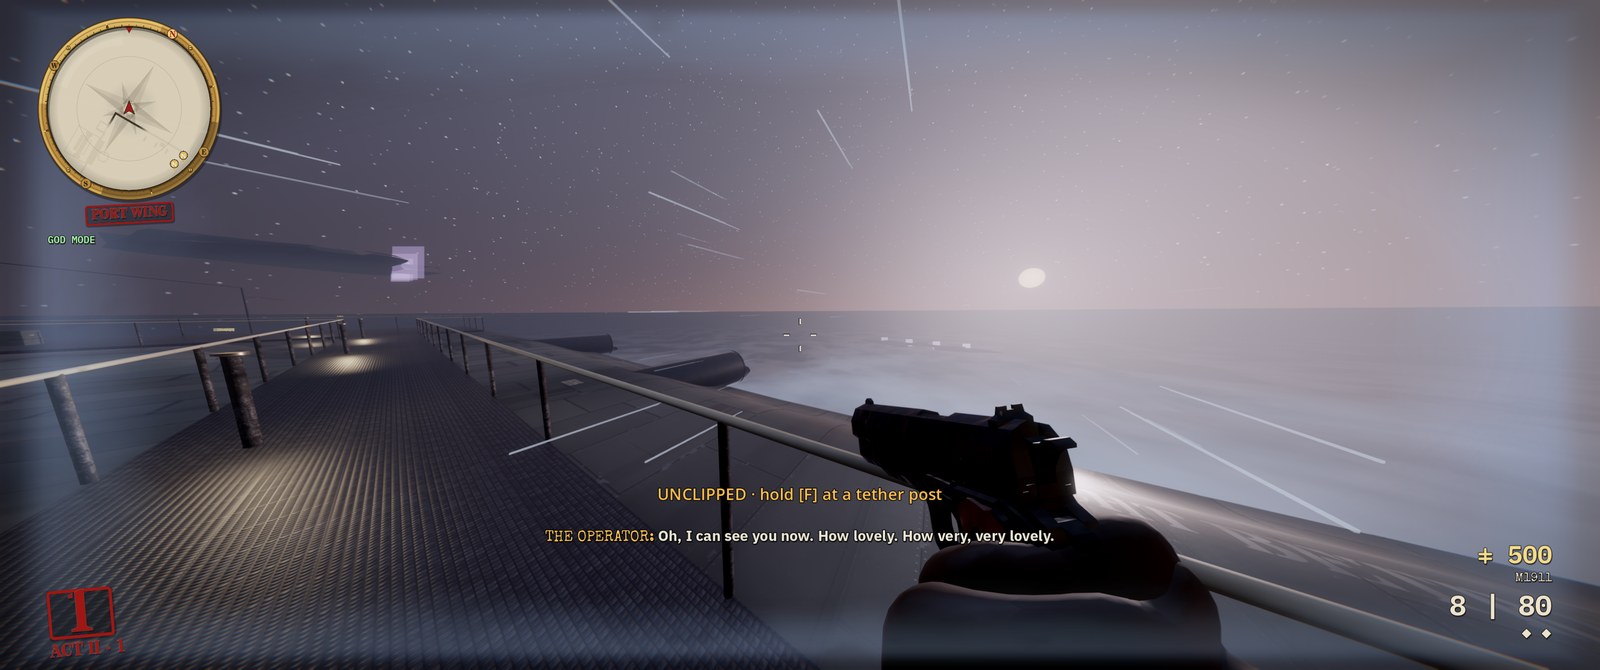 N
W
E
S
PORT WING
GOD MODE
UNCLIPPED · hold [F] at a tether post
THE OPERATOR: Oh, I can see you now. How lovely. How very, very lovely.
ǂ 500
M1911
8 | 80
I
ACT II · 1